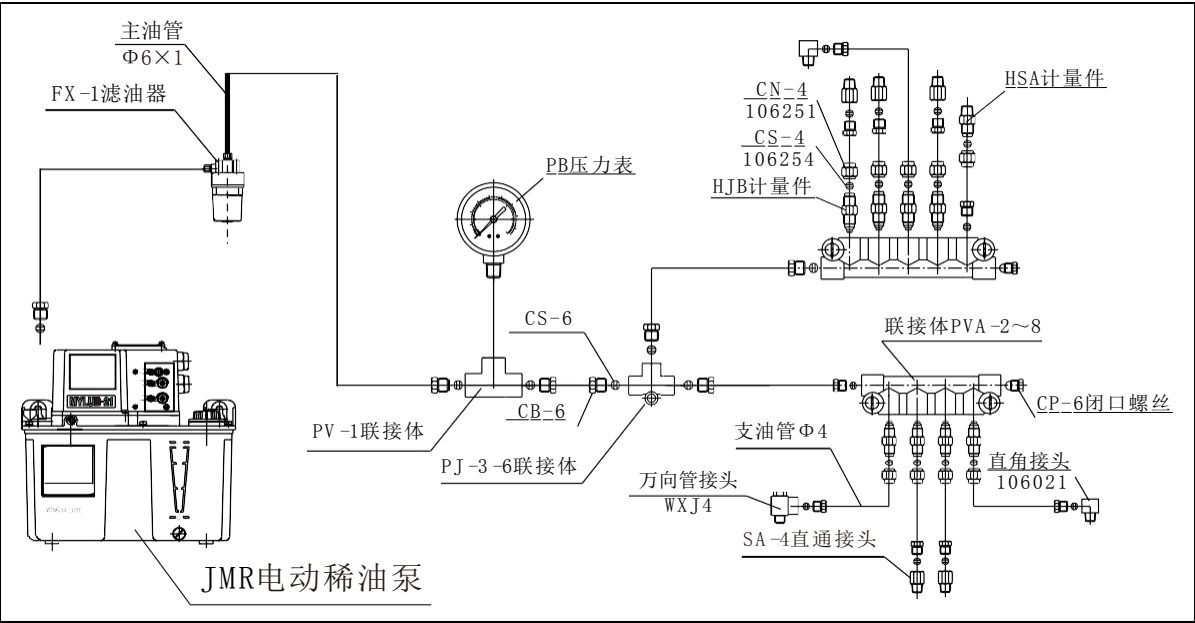 主油管
Φ6×1
FX-1滤油器
PB压力表
CN-4
106251
CS-4
106254
HJB计量件
HSA计量件
CS-6
CB-6
PV-1联接体
PJ-3-6联接体
联接体PVA-2～8
CP-6闭口螺丝
支油管Φ4
万向管接头
WXJ4
SA-4直通接头
直角接头
106021
JMR电动稀油泵